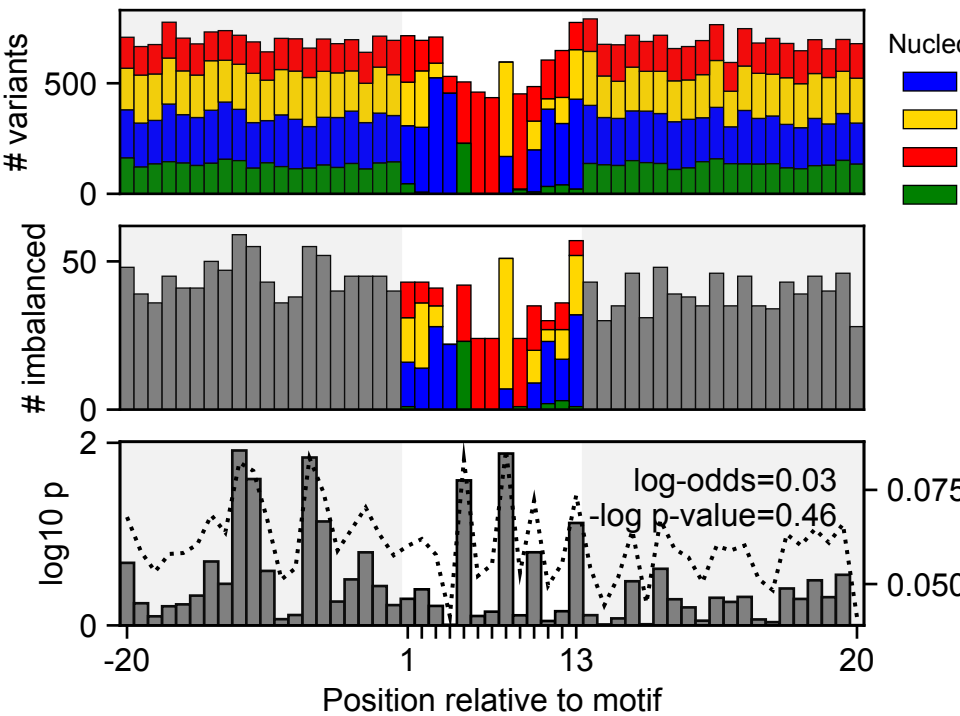 # variants
500
0
Nucleo
# imbalanced
50
0
log10 p
2
0
log-odds=0.03
-log p-value=0.46
0.075
0.050
-20
1
13
20
Position relative to motif